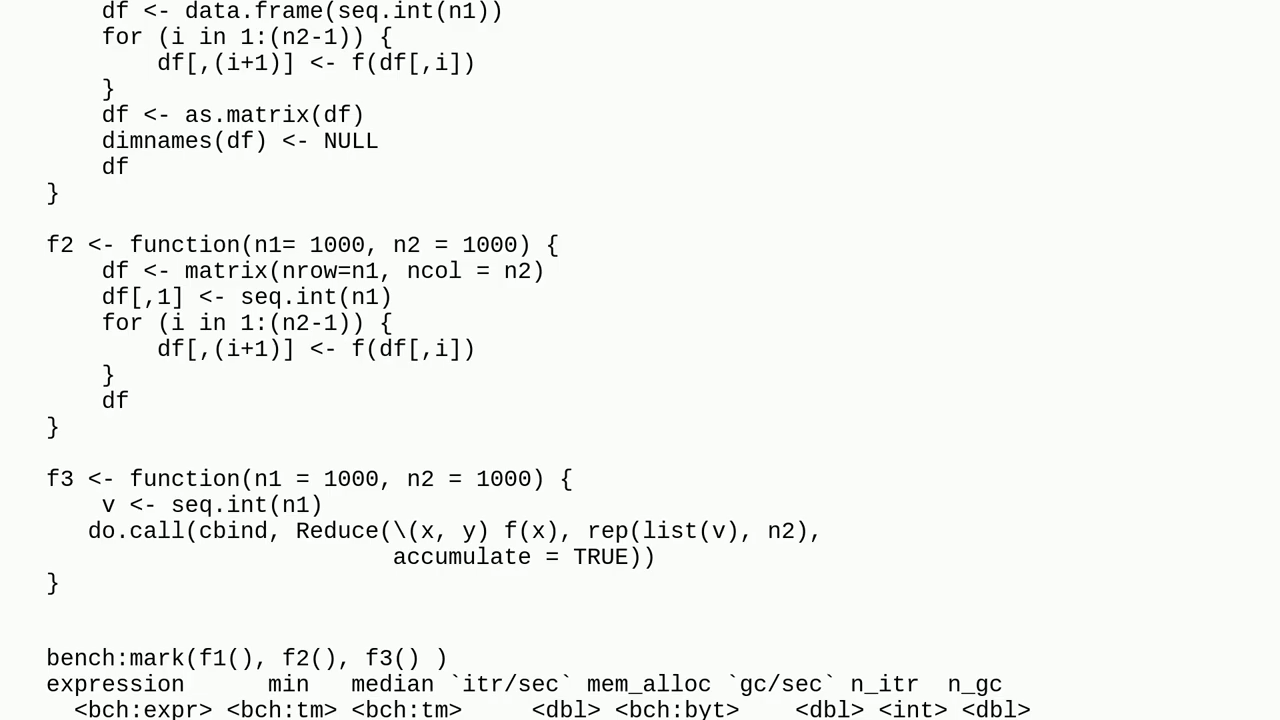 df <- data.frame(seq.int(n1))
    for (i in 1:(n2-1)) {
        df[,(i+1)] <- f(df[,i])
    }
    df <- as.matrix(df)
    dimnames(df) <- NULL
    df
}
f2 <- function(n1= 1000, n2 = 1000) {
    df <- matrix(nrow=n1, ncol = n2)
    df[,1] <- seq.int(n1)
    for (i in 1:(n2-1)) {
        df[,(i+1)] <- f(df[,i])
    }
    df
}
f3 <- function(n1 = 1000, n2 = 1000) {
    v <- seq.int(n1)
   do.call(cbind, Reduce(\(x, y) f(x), rep(list(v), n2),
                         accumulate = TRUE))
}
bench:mark(f1(), f2(), f3() )
expression      min   median `itr/sec` mem_alloc `gc/sec` n_itr  n_gc
  <bch:expr> <bch:tm> <bch:tm>     <dbl> <bch:byt>    <dbl> <int> <dbl>